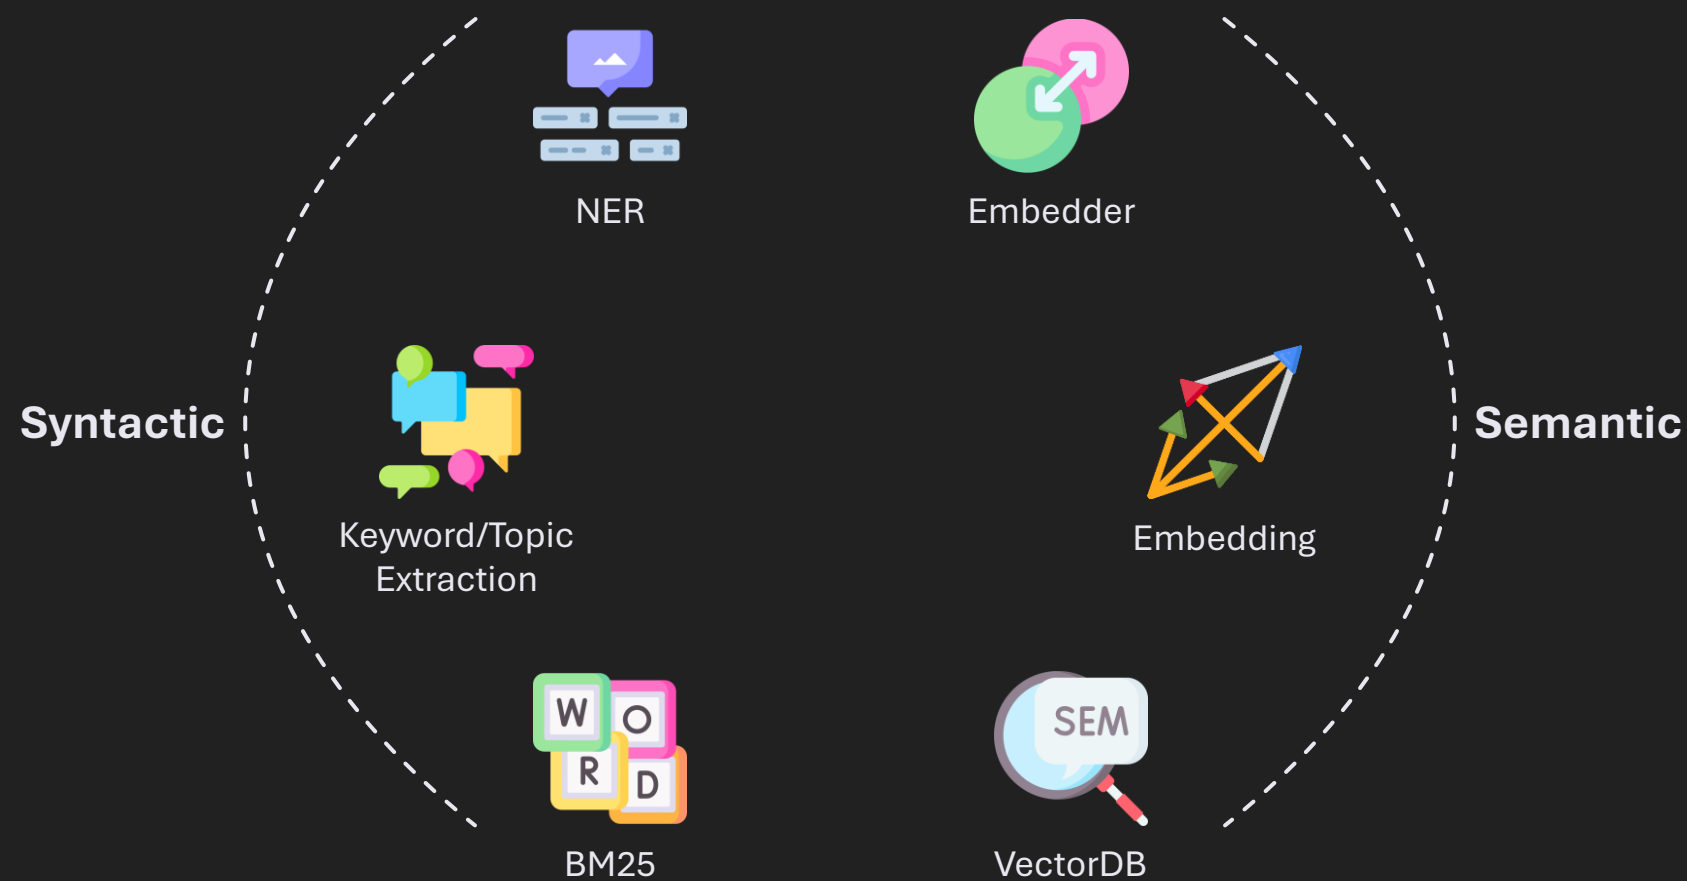 NER
Embedder
Syntactic
Keyword/Topic
Extraction
Embedding
Semantic
W
O
R
D
BM25
SEM
VectorDB